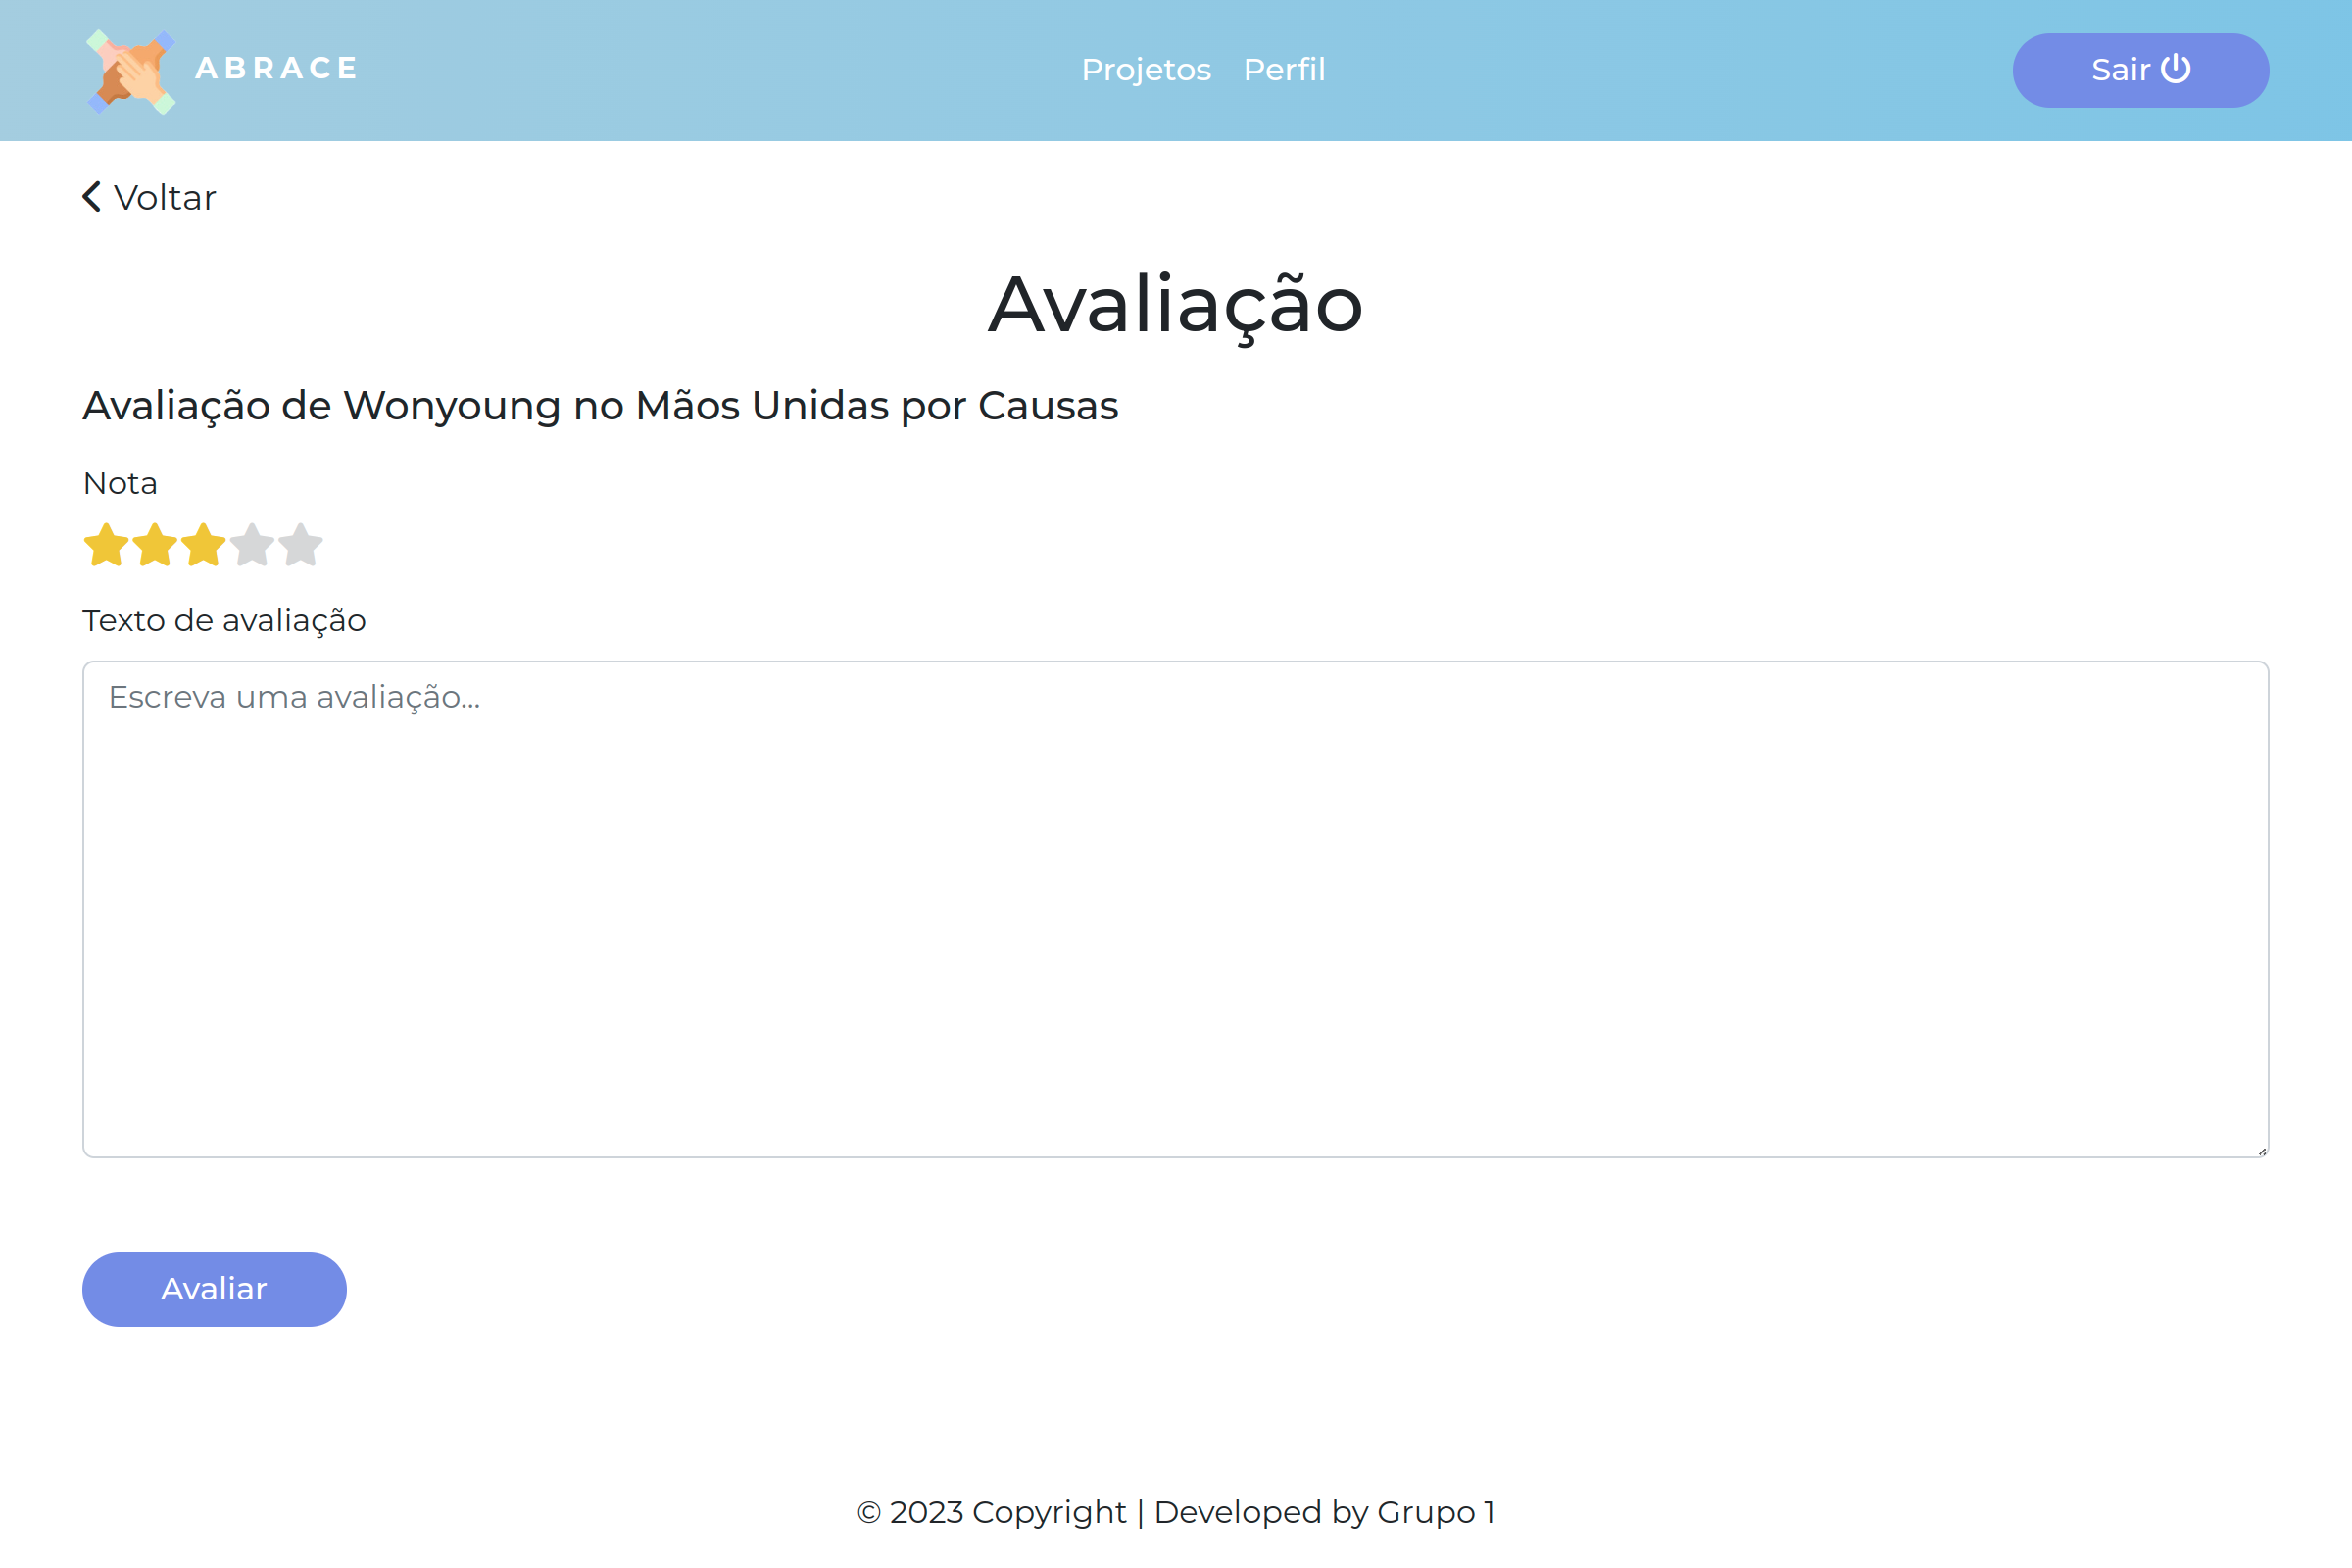 ABRACE
Projetos Perfil
Sair
Voltar
Avaliação
Avaliação de Wonyoung no Mãos Unidas por Causas
Nota
Texto de avaliação
Escreva uma avaliação...
Avaliar
© 2023 Copyright | Developed by Grupo 1